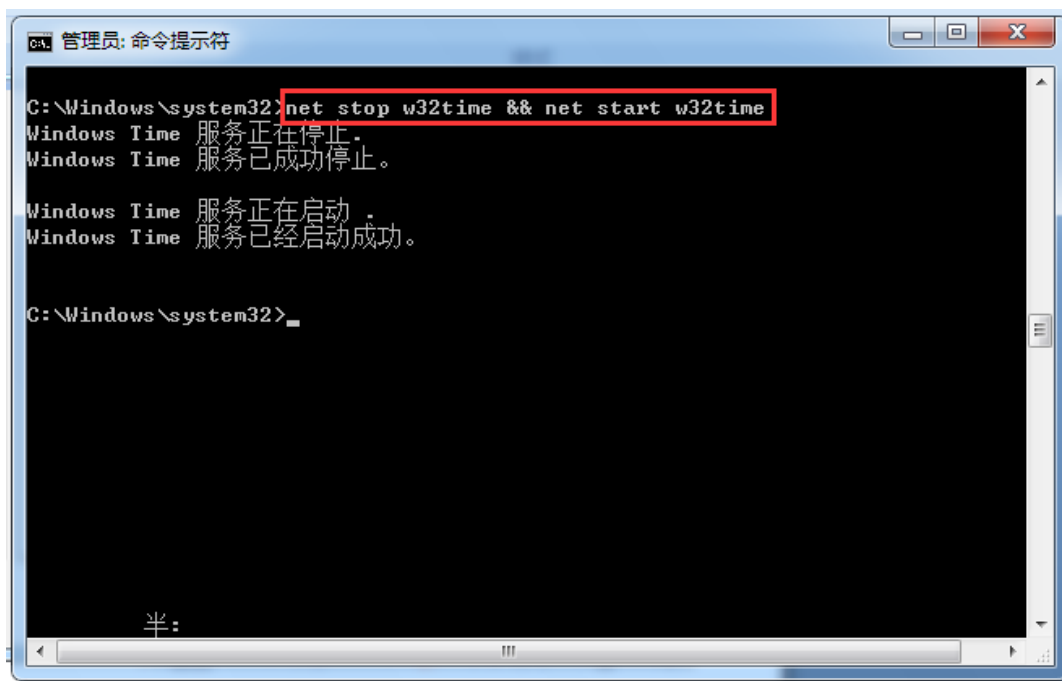 管理员: 命令提示符
C:\Windows\system32>net stop w32time && net start w32time
Windows Time 服务正在停止.
Windows Time 服务已成功停止。
Windows Time 服务正在启动 .
Windows Time 服务已经启动成功。
C:\Windows\system32>_
半: